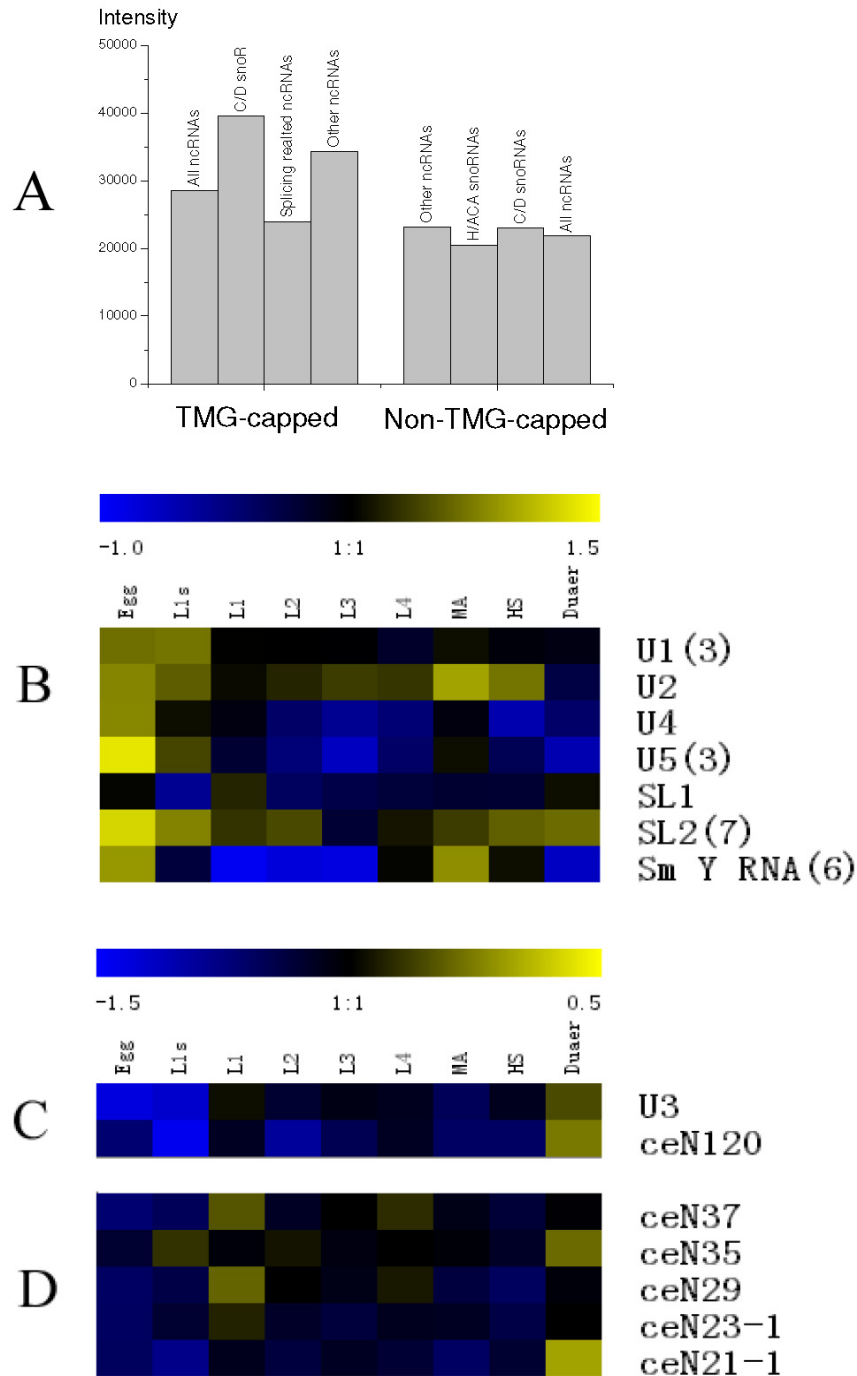 Intensity
50000
40000
30000
20000
10000
0
All ncRNAs
C/D snoR
Splicing realted ncRNAs
Other ncRNAs
Other ncRNAs
H/ACA snoRNAs
C/D snoRNAs
All ncRNAs
TMG-capped
Non-TMG-capped
A
-1.0 1:1 1.5
Egg L1s L1 L2 L3 L4 MA HS Duaer
B
U1(3)
U2
U4
U5(3)
SL1
SL2(7)
Sm Y RNA(6)
-1.5 1:1 0.5
Egg L1s L1 L2 L3 L4 MA HS Duaer
C
U3
ceN120
D
ceN37
ceN35
ceN29
ceN23-1
ceN21-1